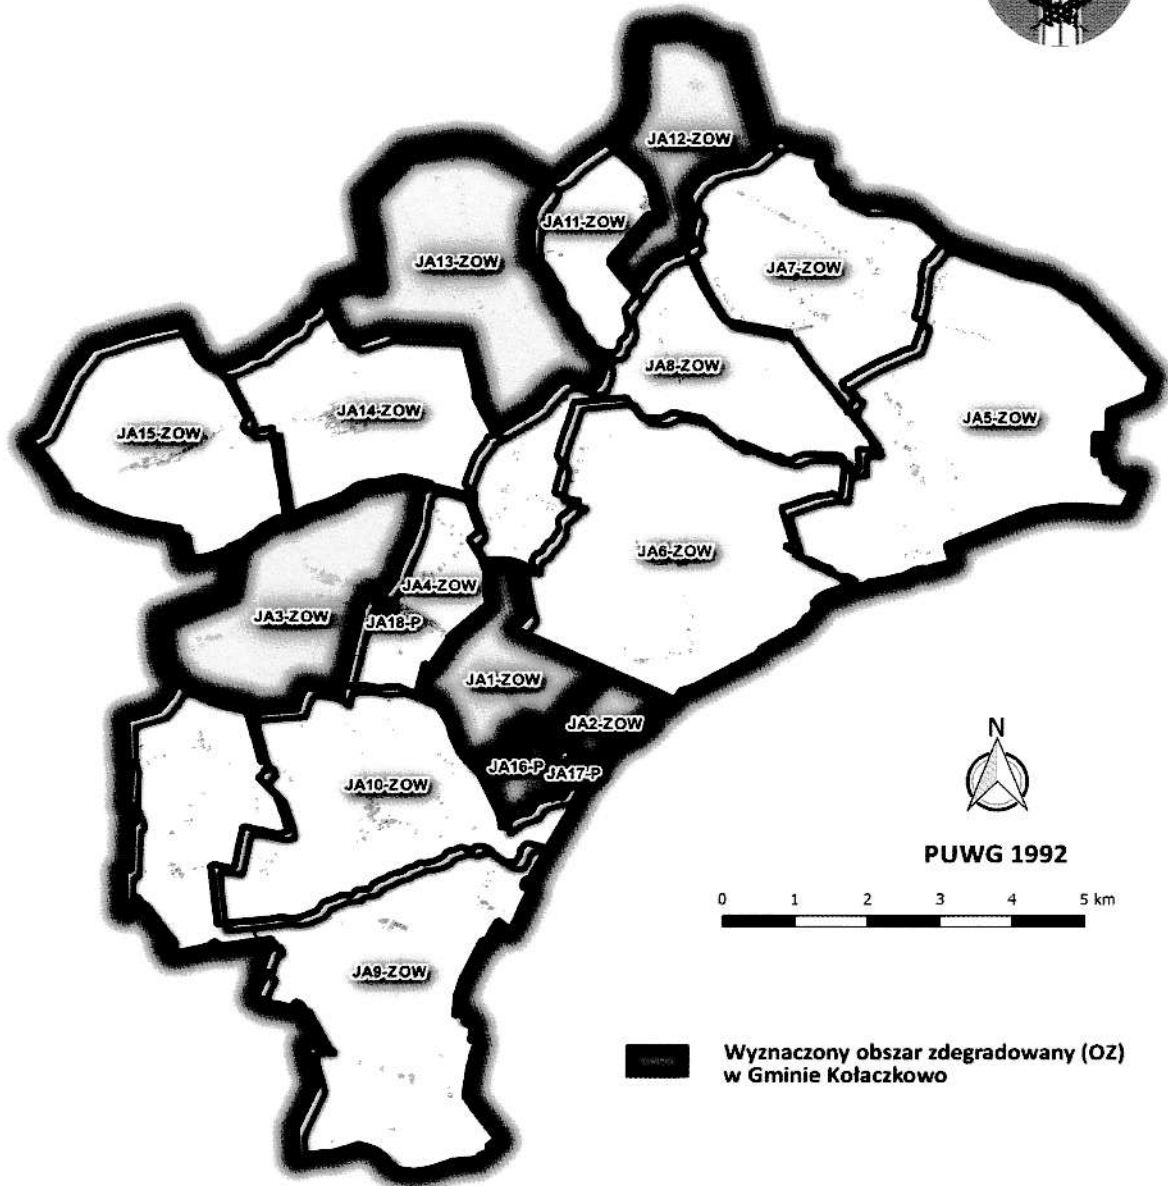 JA12-ZOW
JA11-ZOW
JA13-ZOW
JA7-ZOW
JA8-ZOW
JA14-ZOW
JA5-ZOW
JA15-ZOW
JA6-ZOW
JA4-ZOW
JA3-ZOW
JA18-P
JA1-ZOW
JA2-ZOW
JA16-P
JA17-P
JA10-ZOW
JA9-ZOW
N
PUWG 1992
0 1 2 3 4 5 km
Wyznaczony obszar zdegradowany (OZ)
w Gminie Kołaczkowo